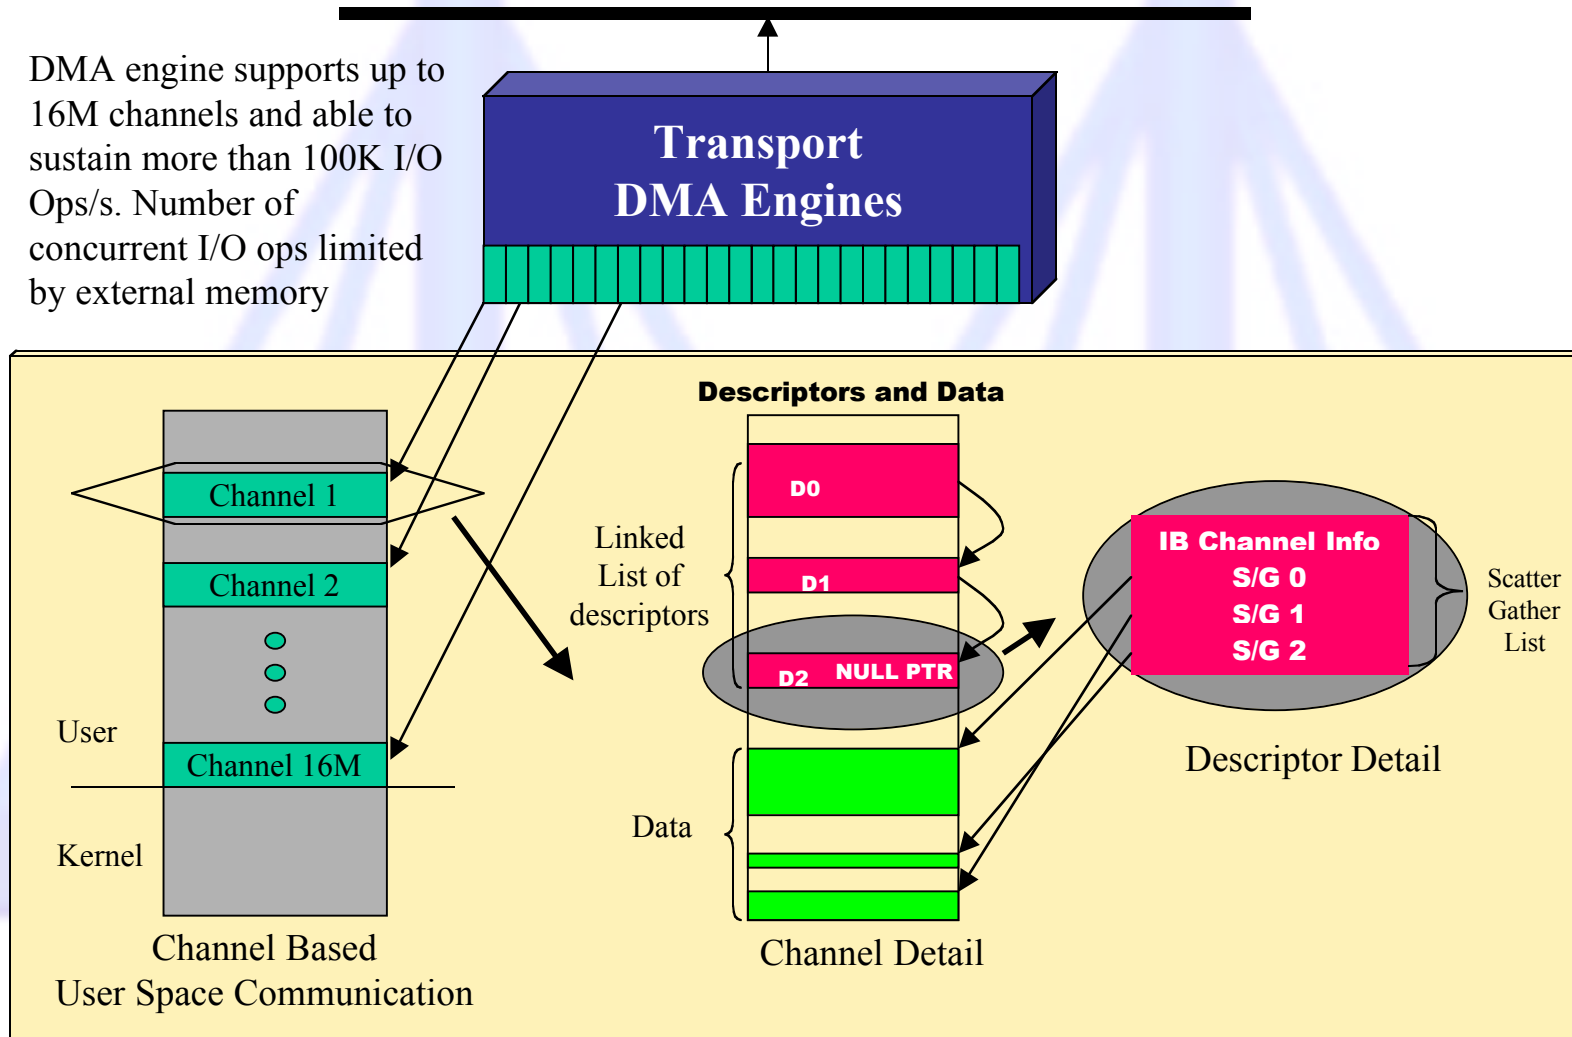 DMA engine supports up to
16M channels and able to
sustain more than 100K I/O
Ops/s. Number of
concurrent I/O ops limited
by external memory
Transport
DMA Engines
Channel 1
Channel 2
Channel 16M
User
Kernel
Channel Based
User Space Communication
Descriptors and Data
Linked
List of
descriptors
D0
D1
D2 NULL PTR
Data
Channel Detail
IB Channel Info
S/G 0
S/G 1
S/G 2
Scatter
Gather
List
Descriptor Detail